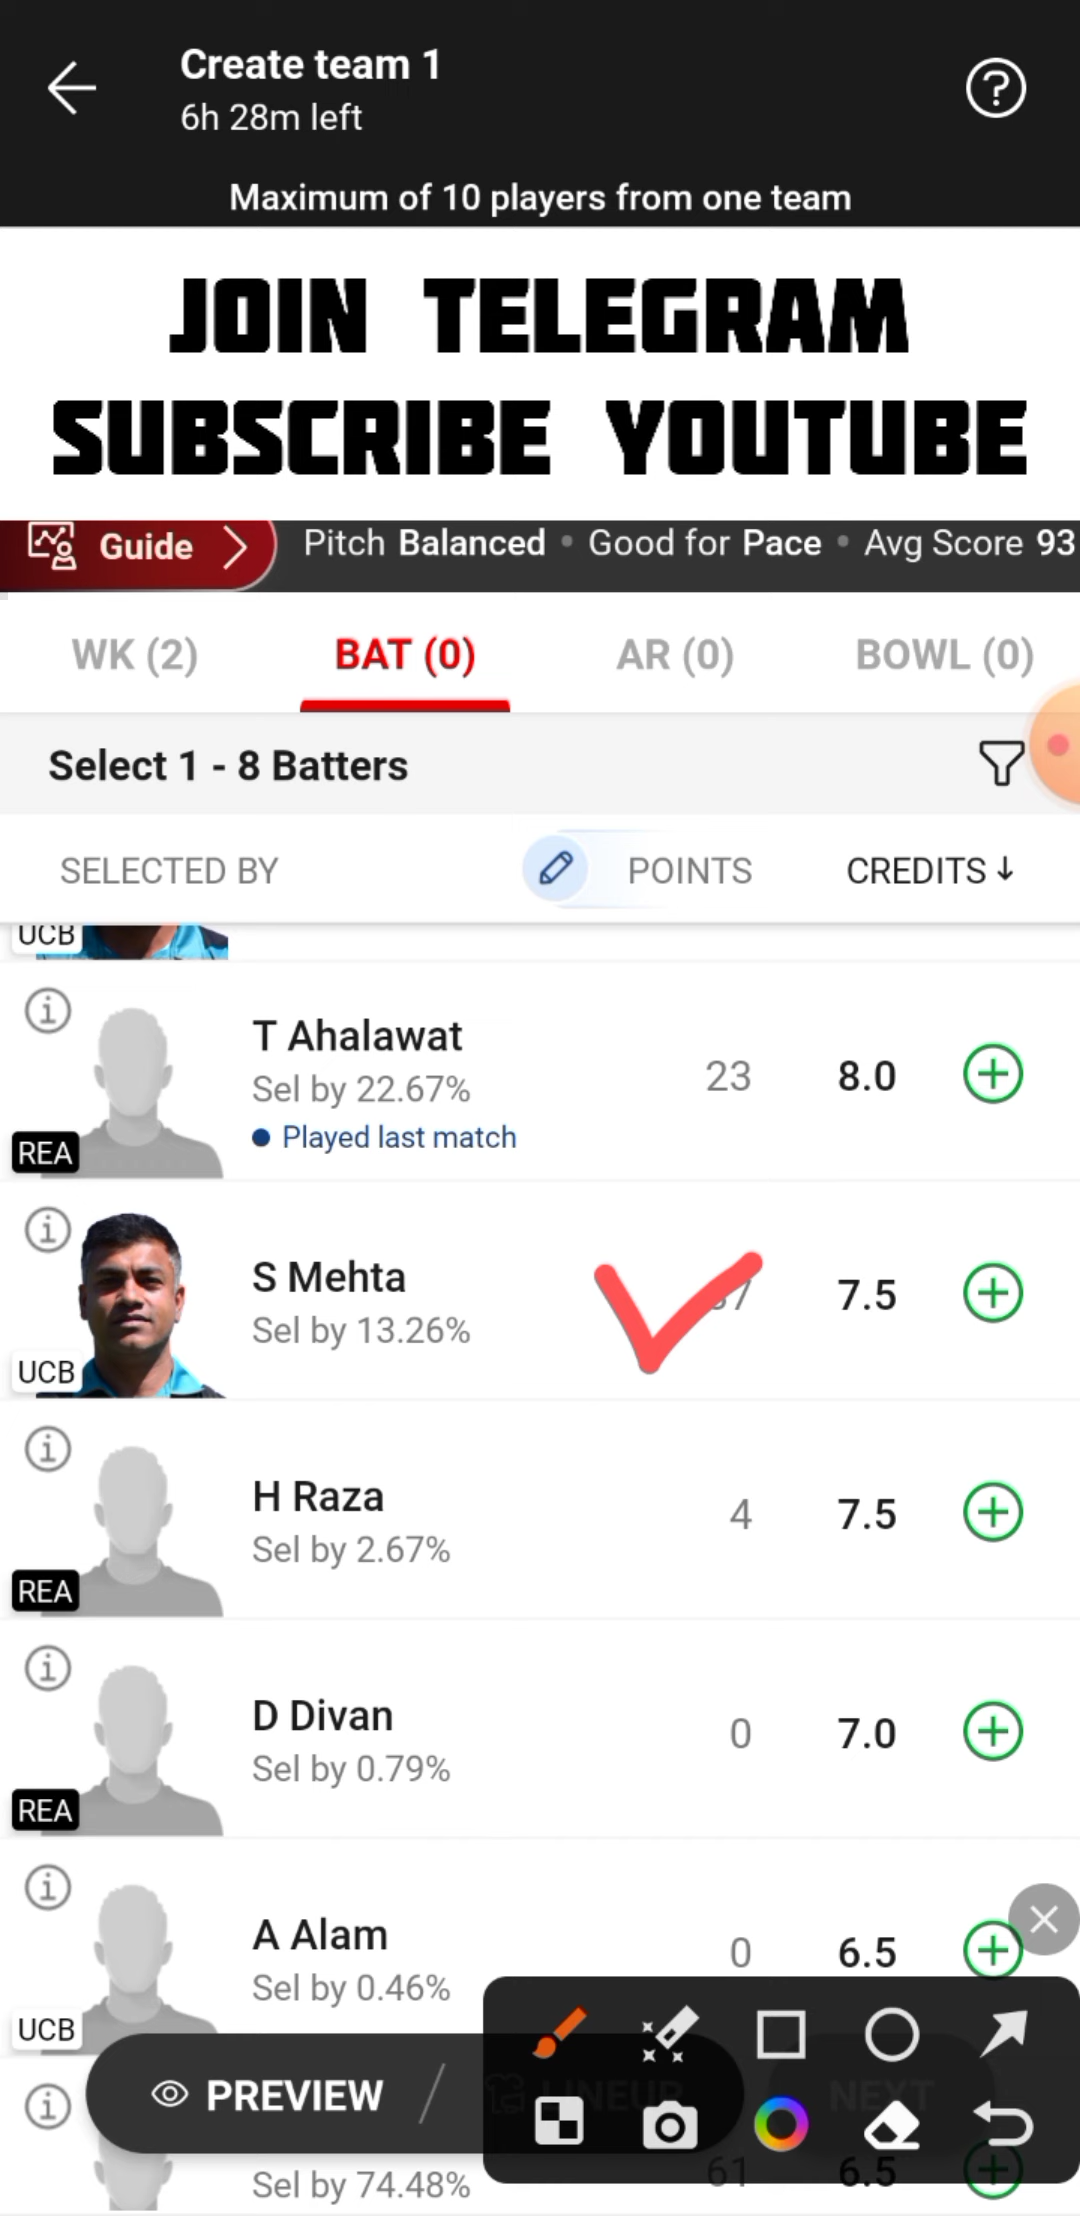 Create team 1
6h 28m left
Maximum of 10 players from one team
JOIN TELEGRAM
SUBSCRIBE YOUTUBE
Guide
Pitch Balanced • Good for Pace • Avg Score 93
WK (2) BAT (0) AR (0) BOWL (0)
Select 1 - 8 Batters
SELECTED BY POINTS CREDITS ↓
UCB
T Ahalawat
Sel by 22.67% 23 8.0
• Played last match
REA
S Mehta
Sel by 13.26% 7.5
UCB
H Raza
Sel by 2.67% 4 7.5
REA
D Divan
Sel by 0.79% 0 7.0
REA
A Alam
Sel by 0.46% 0 6.5
UCB
PREVIEW / LINEUP NEXT
Sel by 74.48% 61 6.5